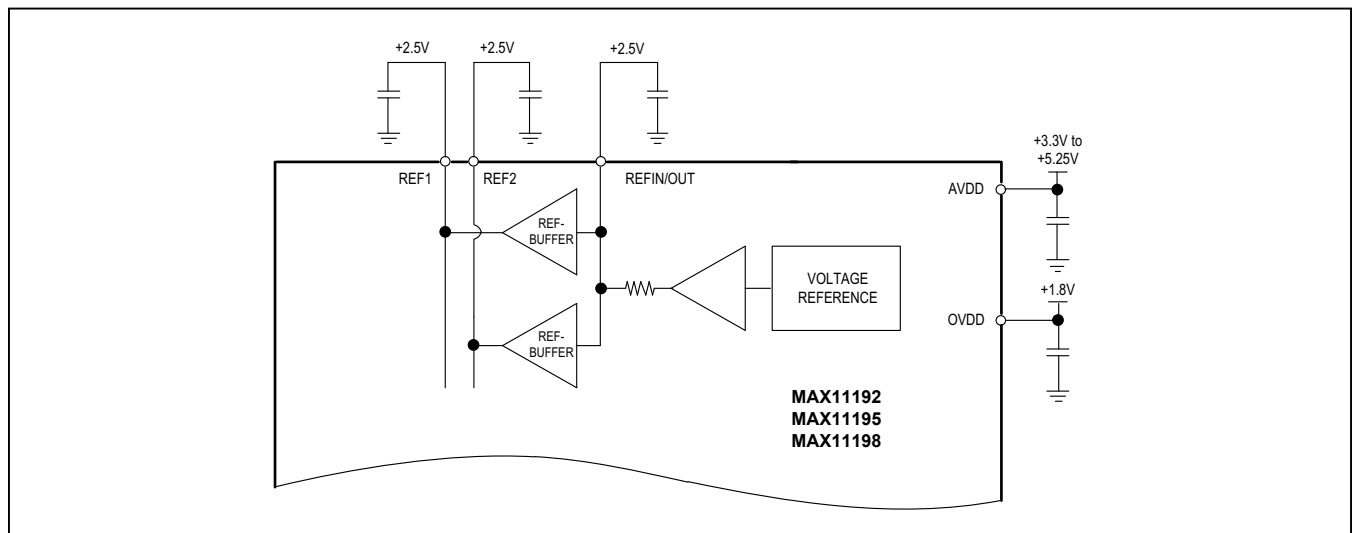 +2.5V
+2.5V
+2.5V
+3.3V to
+5.25V
REF1
REF2
REFIN/OUT
AVDD
REF-
BUFFER
VOLTAGE
REFERENCE
+1.8V
OVDD
REF-
BUFFER
MAX11192
MAX11195
MAX11198